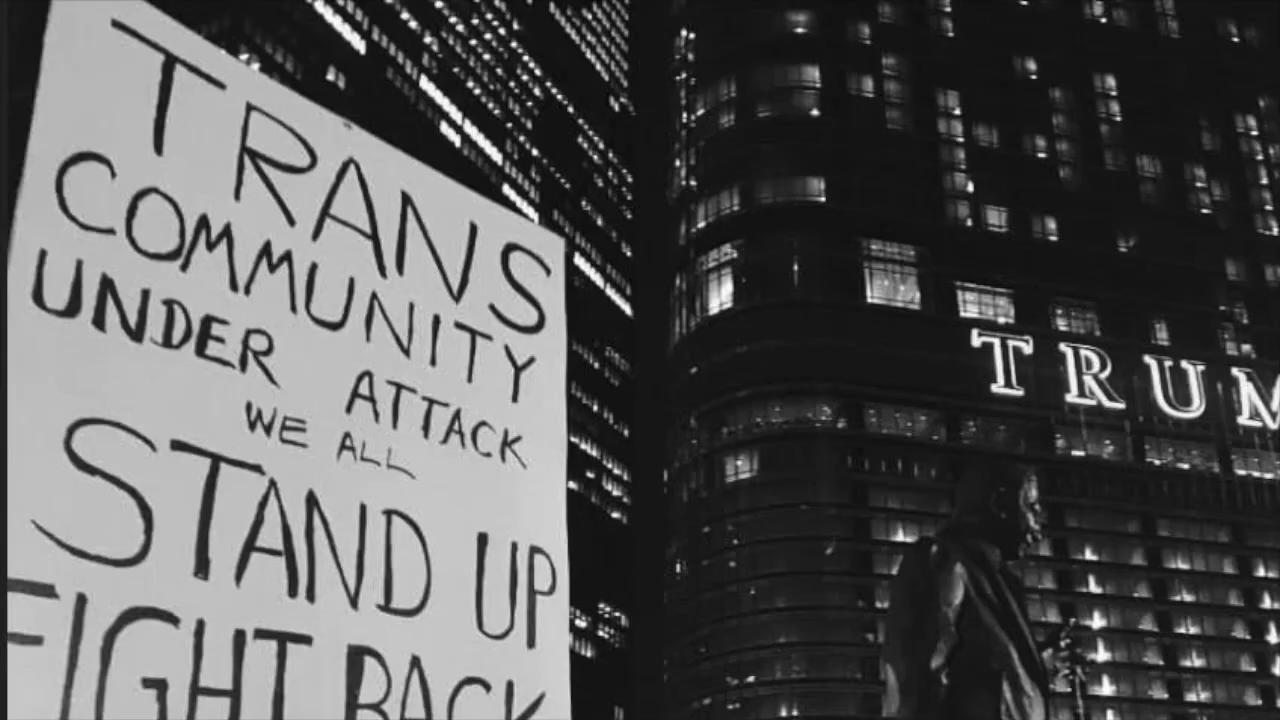 TRANS
COMMUNITY
UNDER ATTACK
WE ALL
STAND UP
FIGHT BACK
TRUM